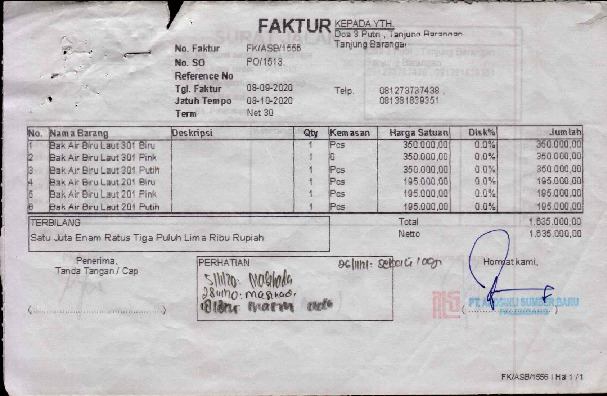 FAKTUR
KEPADA YTH.
Doa 3 Putri, Tanjung Barangan
Tanjung Barangan
No. Faktur FK/ASB/1556
No. SO PO/1513
Reference No
Tgl. Faktur 08-09-2020
Telp. 081273737438,
Jatuh Tempo 08-10-2020
081381839351
Term Net 30
No. Nama Barang Deskripsi Qty Kemasan Harga Satuan Disk% Jumlah
1 Bak Air Biru Laut 301 Biru 1 Pcs 350.000,00 0.0% 350.000,00
2 Bak Air Biru Laut 301 Pink 1 350.000,00 0.0% 350.000,00
3 Bak Air Biru Laut 301 Putih 1 Pcs 350.000,00 0.0% 350.000,00
4 Bak Air Biru Laut 201 Biru 1 Pcs 195.000,00 0.0% 195.000,00
5 Bak Air Biru Laut 201 Pink 1 Pcs 195.000,00 0.0% 195.000,00
6 Bak Air Biru Laut 201 Putih 1 Pcs 195.000,00 0.0% 195.000,00
TERBILANG
Total 1.635.000,00
Satu Juta Enam Ratus Tiga Puluh Lima Ribu Rupiah
Netto 1.635.000,00
Penerima,
Tanda Tangan / Cap
PERHATIAN
Hormat kami,
SUMBER BARU
PALEMBANG
FK/ASB/1556 | Hal 1 / 1